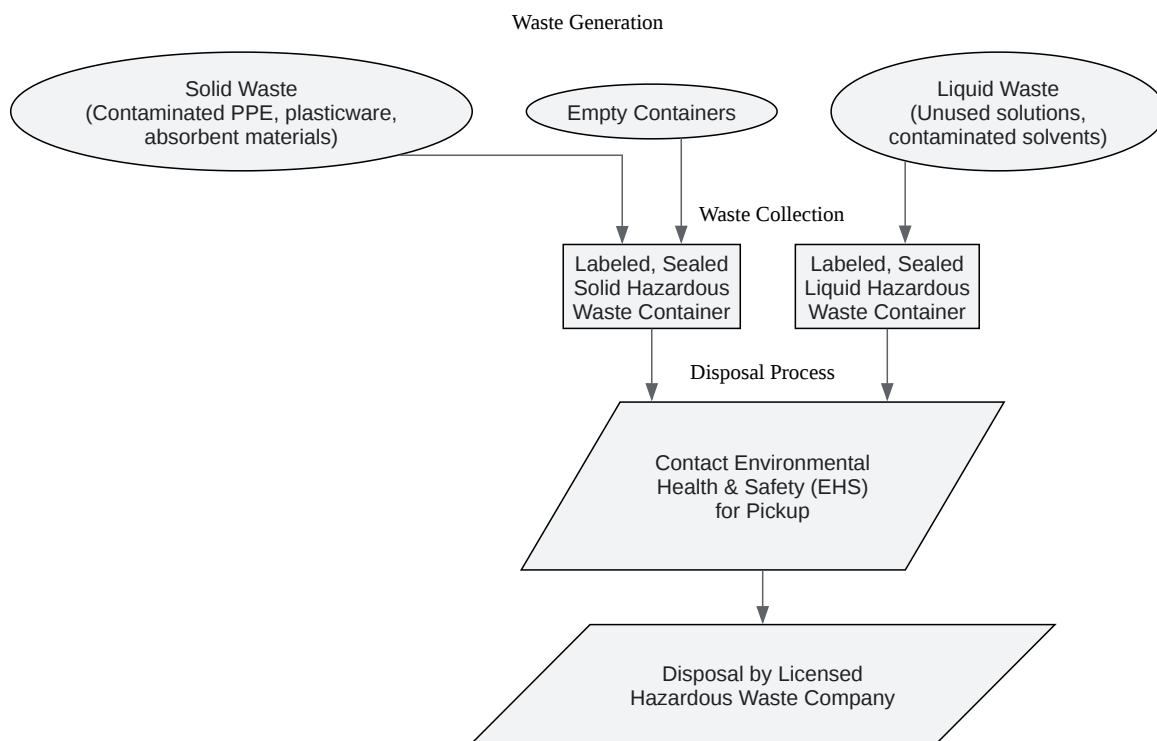 Waste Generation
Solid Waste
(Contaminated PPE, plasticware,
absorbent materials)
Empty Containers
Liquid Waste
(Unused solutions,
contaminated solvents)
Waste Collection
Labeled, Sealed
Solid Hazardous
Waste Container
Labeled, Sealed
Liquid Hazardous
Waste Container
Disposal Process
Contact Environmental
Health & Safety (EHS)
for Pickup
Disposal by Licensed
Hazardous Waste Company